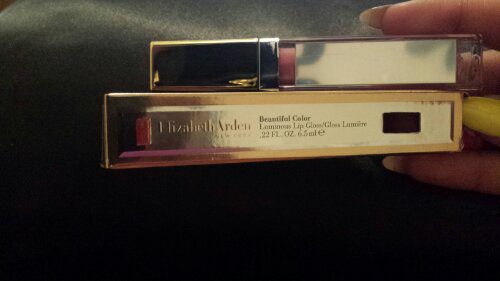 Elizabeth Arden
NEW YORK
Beautiful Color
Luminous Lip Gloss/Gloss Lumière
.22 FL. OZ. 6.5 ml ℮